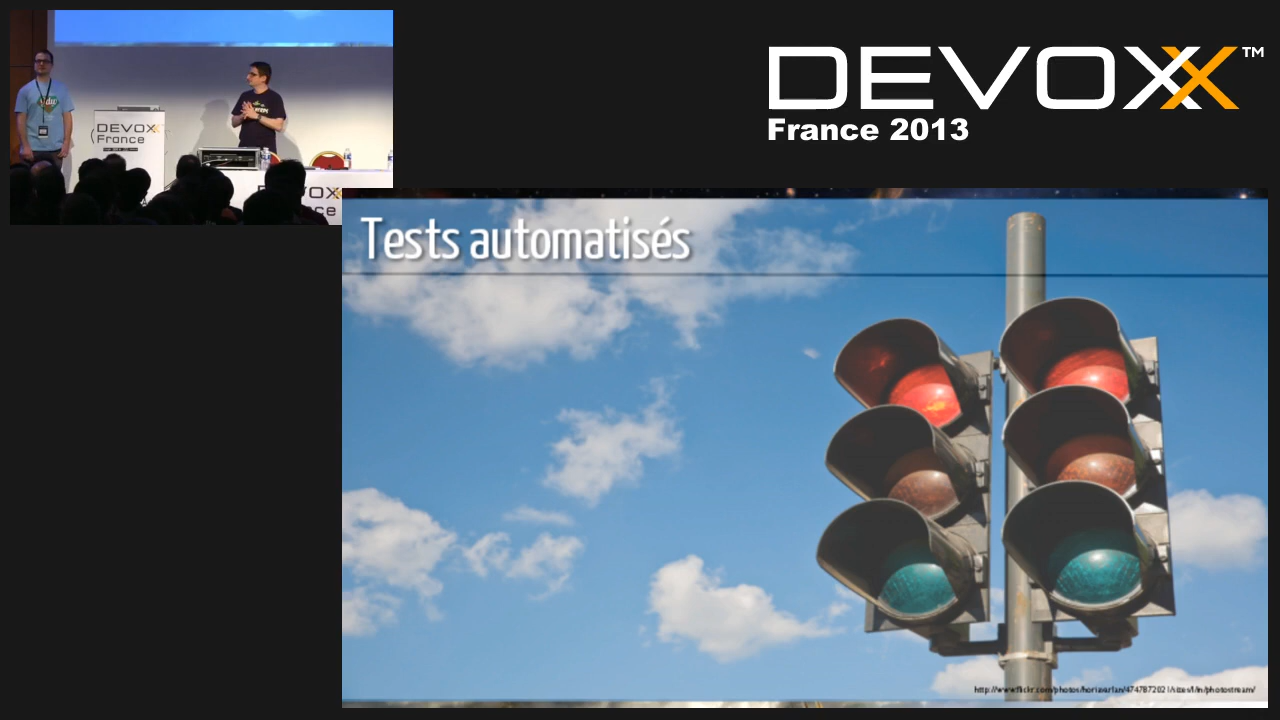 DEVOXX™
France 2013
DEVOXX
France
Tests automatisés